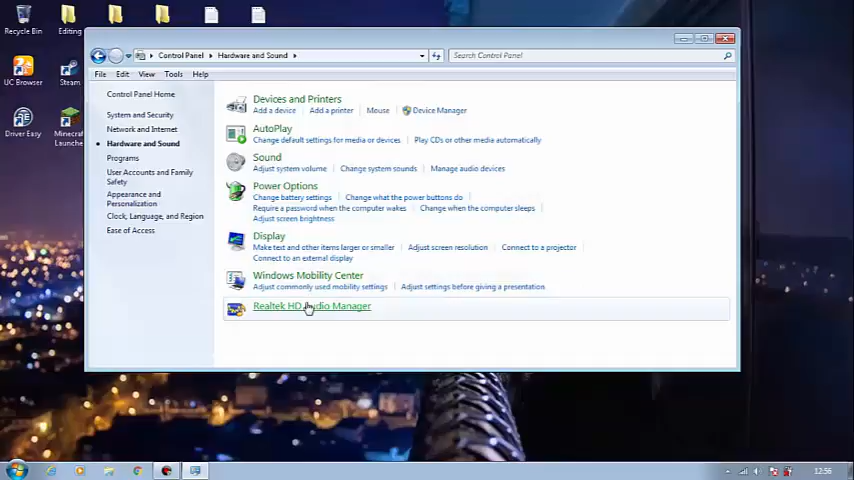 Recycle Bin
Editing
UC Browser
Steam
Driver Easy
Minecraft
Launche
Control Panel
Hardware and Sound
Search Control Panel
File Edit View Tools Help
Control Panel Home
System and Security
Network and Internet
Hardware and Sound
Programs
User Accounts and Family
Safety
Appearance and
Personalization
Clock, Language, and Region
Ease of Access
Devices and Printers
Add a device Add a printer Mouse Device Manager
AutoPlay
Change default settings for media or devices Play CDs or other media automatically
Sound
Adjust system volume Change system sounds Manage audio devices
Power Options
Change battery settings Change what the power buttons do
Require a password when the computer wakes Change when the computer sleeps
Adjust screen brightness
Display
Make text and other items larger or smaller Adjust screen resolution Connect to a projector
Connect to an external display
Windows Mobility Center
Adjust commonly used mobility settings Adjust settings before giving a presentation
Realtek HD Audio Manager
12:56